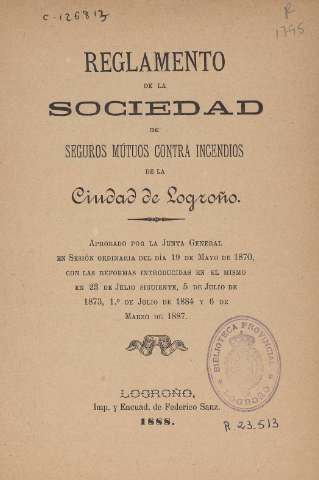 C-126813
R
1795
REGLAMENTO
DE LA
SOCIEDAD
DE
SEGUROS MÚTUOS CONTRA INCENDIOS
DE LA
Ciudad de Logroño.
APROBADO POR LA JUNTA GENERAL
EN SESIÓN ORDINARIA DEL DÍA 19 DE MAYO DE 1870,
CON LAS REFORMAS INTRODUCIDAS EN EL MISMO
EN 23 DE JULIO SIGUIENTE, 5 DE JULIO DE
1873, 1.º DE JULIO DE 1884 Y 6 DE
MARZO DE 1887.
BIBLIOTECA PROVINCIAL
LOGROÑO
LOGROÑO,
Imp. y Encuad. de Federico Sanz.
1888.
R. 23.513